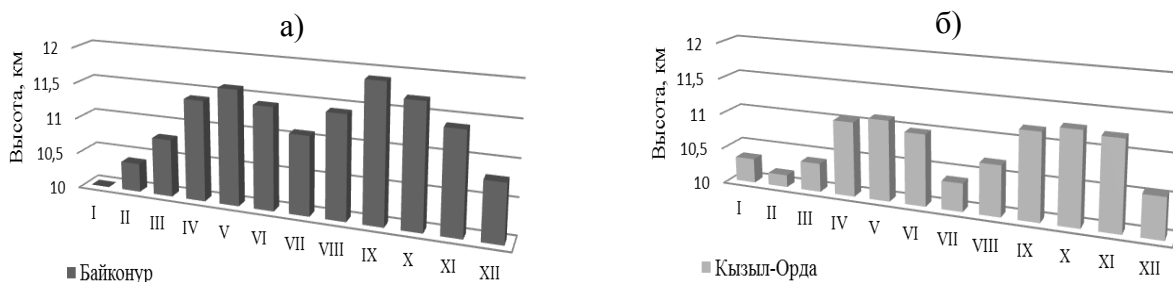 а)
Высота, км
12
11,5
11
10,5
10
I II III IV V VI VII VIII IX X XI XII
Байконур
б)
Высота, км
12
11,5
11
10,5
10
I II III IV V VI VII VIII IX X XI XII
Кызыл-Орда